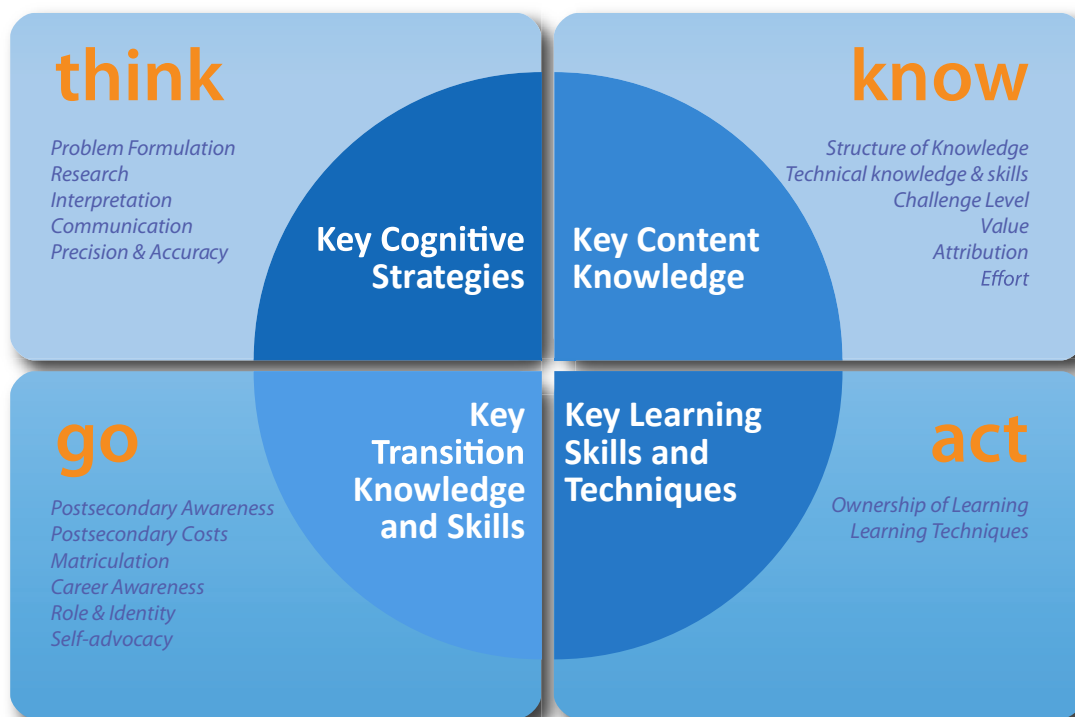 think
Problem Formulation
Research
Interpretation
Communication
Precision & Accuracy
Key Cognitive
Strategies
know
Structure of Knowledge
Technical knowledge & skills
Challenge Level
Value
Attribution
Effort
Key Content
Knowledge
go
Postsecondary Awareness
Postsecondary Costs
Matriculation
Career Awareness
Role & Identity
Self-advocacy
Key
Transition
Knowledge
and Skills
Key Learning
Skills and
Techniques
act
Ownership of Learning
Learning Techniques